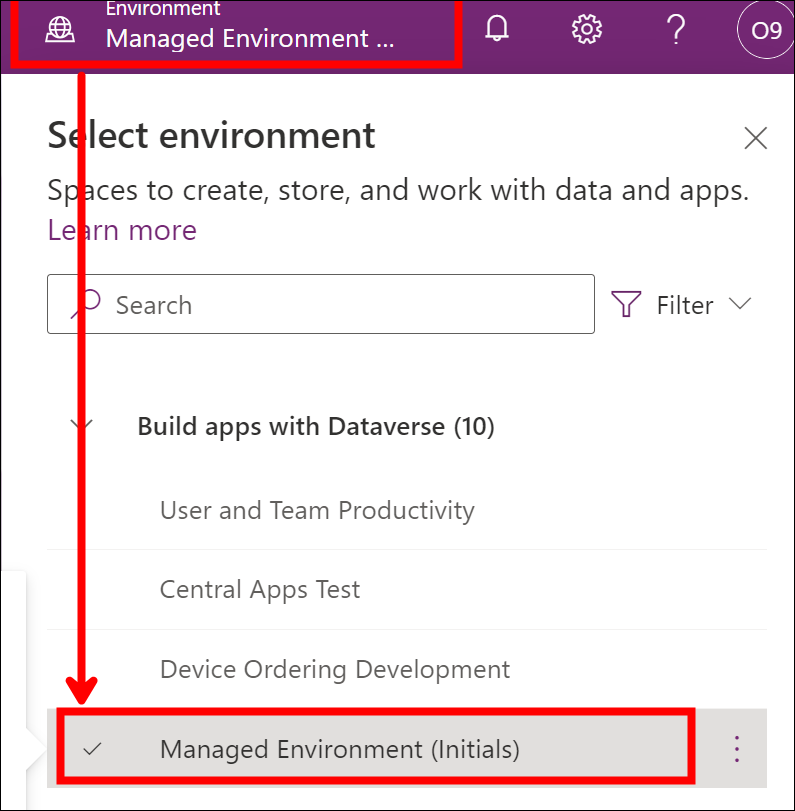 Environment
Managed Environment ...
O9
Select environment
Spaces to create, store, and work with data and apps.
Learn more
Search
Filter
Build apps with Dataverse (10)
User and Team Productivity
Central Apps Test
Device Ordering Development
Managed Environment (Initials)